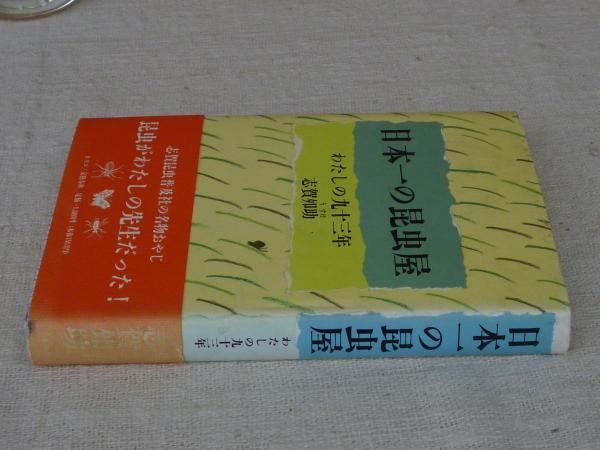 日本一の昆虫屋
わたしの九十三年
志賀夘助
うすけ
志賀昆虫普及社の名物おやじ
昆虫がわたしの先生だった!
日本一の昆虫屋
わたしの九十三年